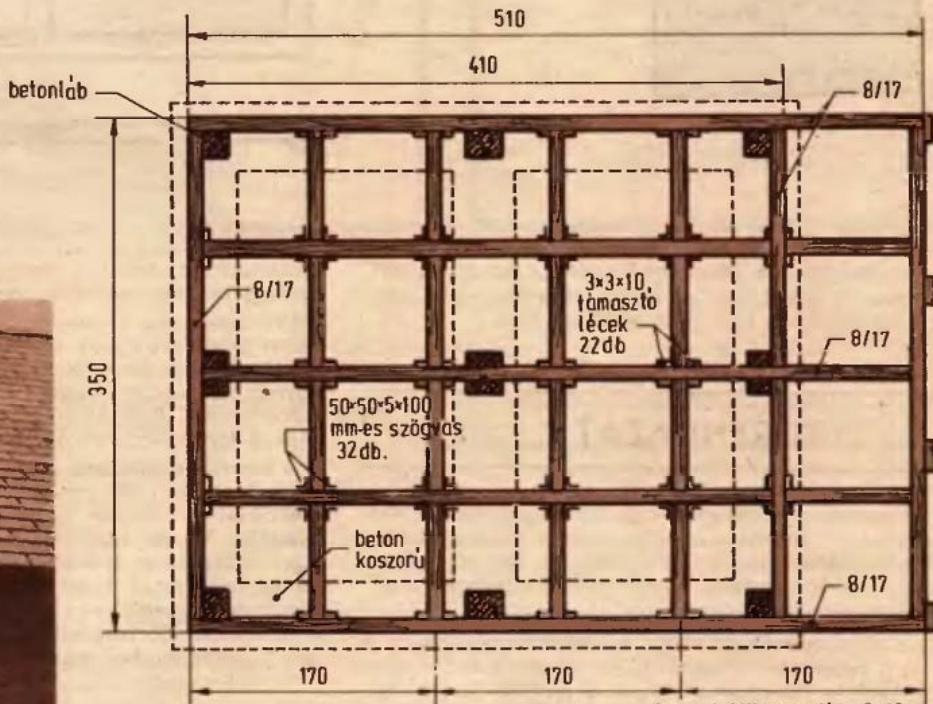 510
410
betonláb
8/17
8/17
3×3×10,
támasztó
lécek
22db
350
8/17
50×50×5×100
mm-es szögvas
32db.
beton
koszorú
8/17
170
170
170